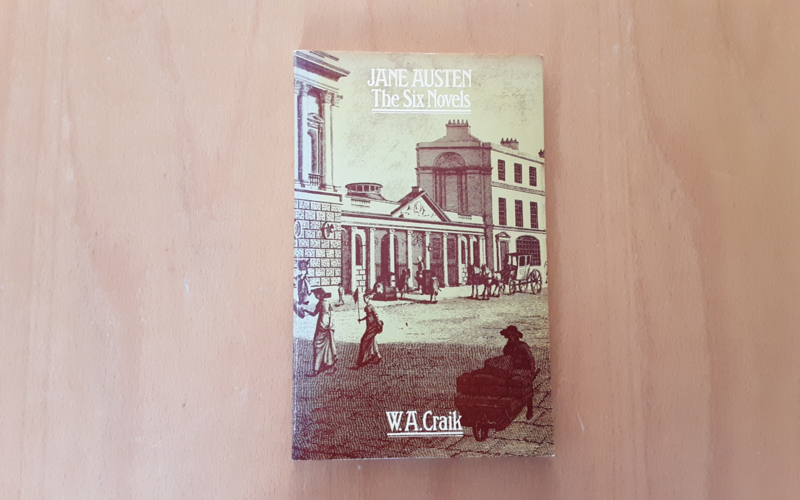 JANE AUSTEN
The Six Novels
W.A.Craik